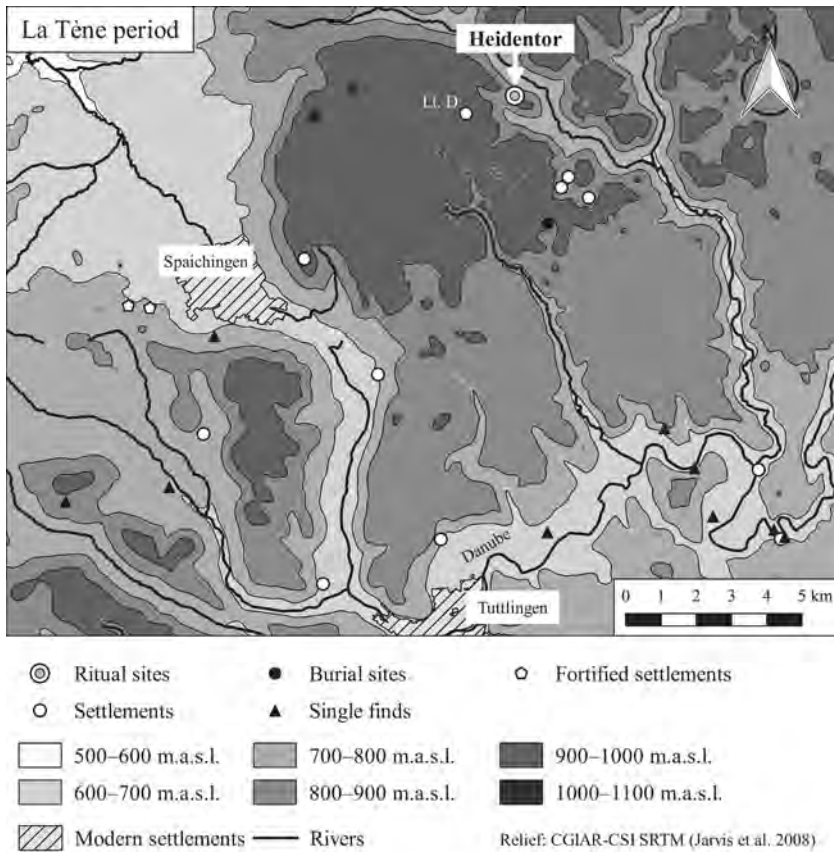 La Tène period
Heidentor
N
Lt. D
Spaichingen
Danube
Tuttlingen
0 1 2 3 4 5 km
Ritual sites
Burial sites
Fortified settlements
Settlements
Single finds
500–600 m.a.s.l.
700–800 m.a.s.l.
900–1000 m.a.s.l.
600–700 m.a.s.l.
800–900 m.a.s.l.
1000–1100 m.a.s.l.
Modern settlements
Rivers
Relief: CGIAR-CSI SRTM (Jarvis et al. 2008)